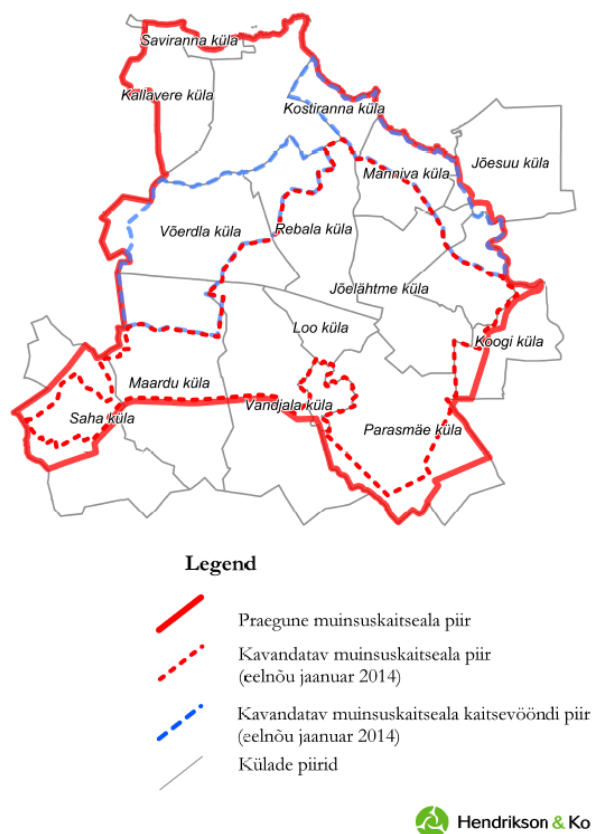 Saviranna küla
Kallavere küla
Kostiranna küla
Jõesuu küla
Manniva küla
Võerdla küla
Rebala küla
Jõelähtme küla
Loo küla
Koogi küla
Maardu küla
Vandjala küla
Saha küla
Parasmäe küla
Legend
Praegune muinsuskaitseala piir
Kavandatav muinsuskaitseala piir
(eelnõu jaanuar 2014)
Kavandatav muinsuskaitseala kaitsevööndi piir
(eelnõu jaanuar 2014)
Külade piirid
Hendrikson & Ko